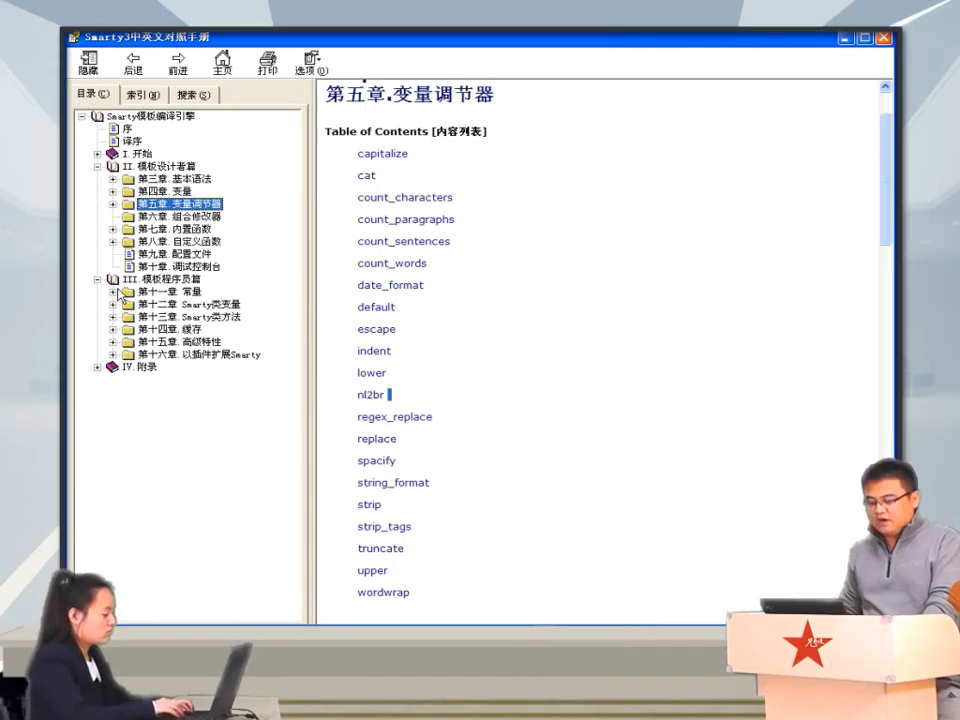 Smarty3中英文对照手册
隐藏 后退 前进 主页 打印 选项(O)
目录(C) 索引(N) 搜索(S)
Smarty模板编译引擎
序
译序
I.开始
II.模板设计者篇
第三章.基本语法
第四章.变量
第五章.变量调节器
第六章.组合修改器
第七章.内置函数
第八章.自定义函数
第九章.配置文件
第十章.调试控制台
III.模板程序员篇
第十一章 常量
第十二章 Smarty类变量
第十三章.Smarty类方法
第十四章.缓存
第十五章.高级特性
第十六章.以插件扩展Smarty
IV.附录
第五章.变量调节器
Table of Contents [内容列表]
capitalize
cat
count_characters
count_paragraphs
count_sentences
count_words
date_format
default
escape
indent
lower
nl2br
regex_replace
replace
spacify
string_format
strip
strip_tags
truncate
upper
wordwrap